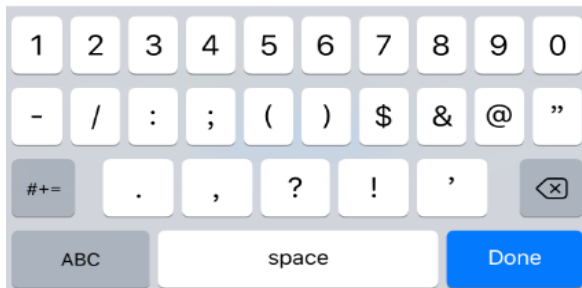 1 2 3 4 5 6 7 8 9 0
- / : ; ( ) $ & @ ”
#+= . , ? ! ’
ABC space Done